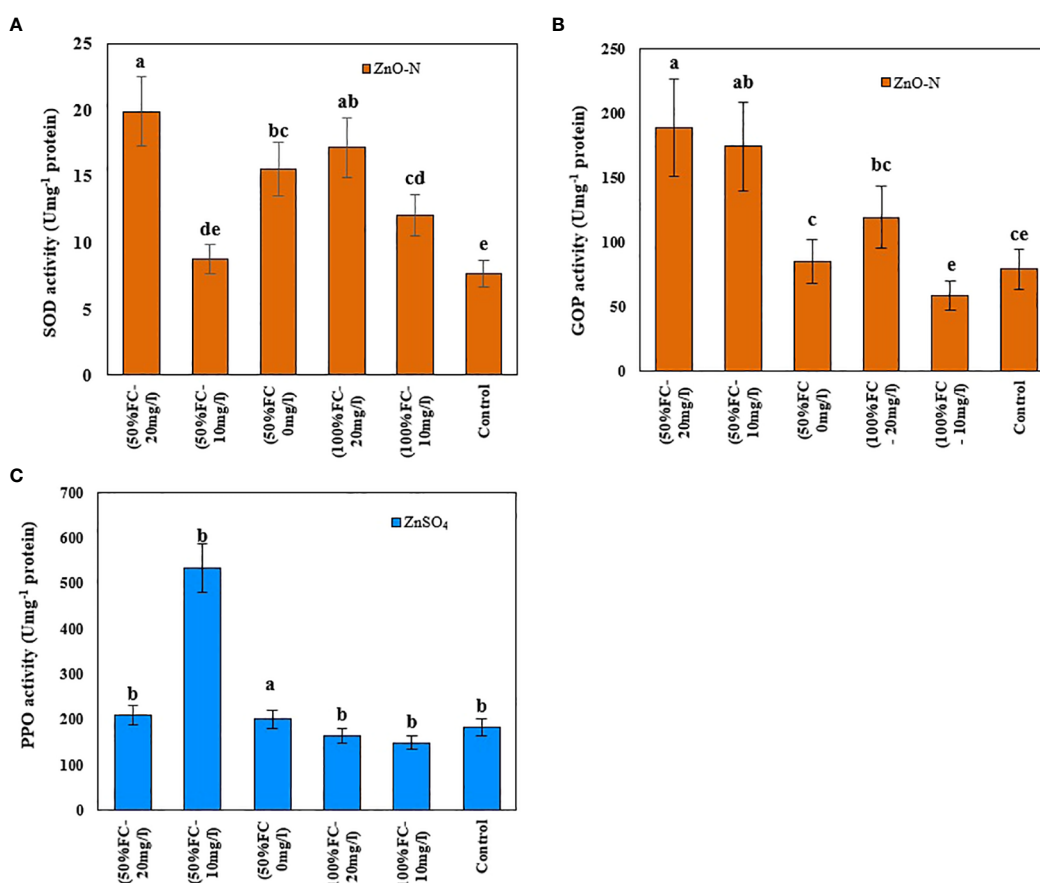 A
SOD activity (Umg-1 protein)
25
20
15
10
5
0
ZnO-N
a
de
bc
ab
cd
e
(50%FC-
20mg/l)
(50%FC-
10mg/l)
(50%FC
0mg/l)
(100%FC-
20mg/l)
(100%FC-
10mg/l)
Control
B
GOP activity (Umg-1 protein)
250
200
150
100
50
0
ZnO-N
a
ab
c
bc
e
ce
(50%FC-
20mg/l)
(50%FC-
10mg/l)
(50%FC
0mg/l)
(100%FC
- 20mg/l)
(100%FC
- 10mg/l)
Control
C
PPO activity (Umg-1 protein)
700
600
500
400
300
200
100
0
ZnSO4
b
b
a
b
b
b
(50%FC-
20mg/l)
(50%FC-
10mg/l)
(50%FC
0mg/l)
100%FC-
20mg/l)
100%FC-
10mg/l)
Control